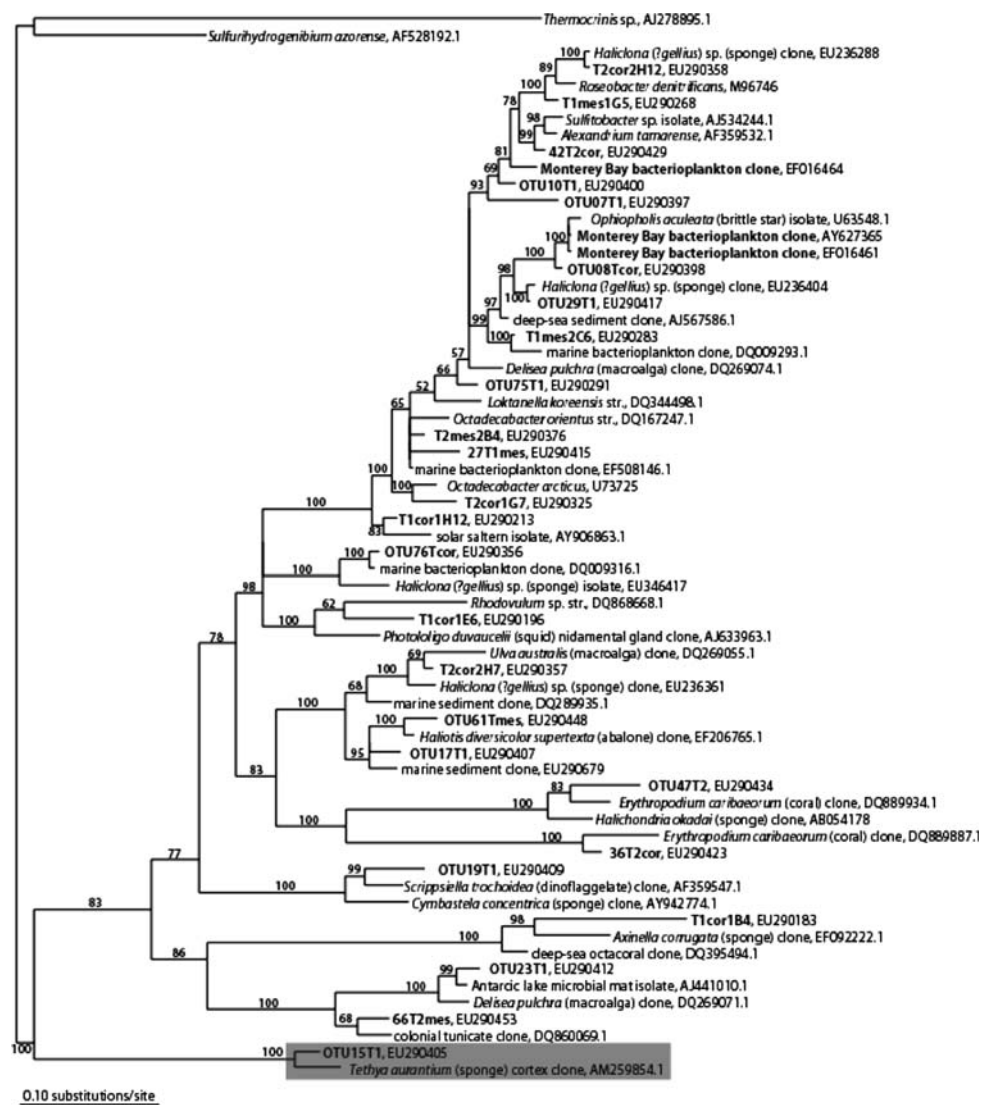 Thermocrinis sp., AJ278895.1
Sulfurihydrogenibium azorense, AF528192.1
100
Haliclona (?gellius) sp. (sponge) clone, EU236288
89
T2cor2H12, EU290358
100
Roseobacter denitrificans, M96746
78
T1mes1G5, EU290268
98
Sulfitobacter sp. isolate, AJ534244.1
99
Alexandrium tamarense, AF359532.1
81
42T2cor, EU290429
69
Monterey Bay bacterioplankton clone, EF016464
93
OTU10T1, EU290400
OTU07T1, EU290397
Ophiopholis aculeata (brittle star) isolate, U63548.1
100
Monterey Bay bacterioplankton clone, AY627365
100
Monterey Bay bacterioplankton clone, EF016461
98
OTU08Tcor, EU290398
Haliclona (?gellius) sp. (sponge) clone, EU236404
97
100
OTU29T1, EU290417
99
deep-sea sediment clone, AJ567586.1
100
T1mes2C6, EU290283
57
marine bacterioplankton clone, DQ009293.1
66
Delisea pulchra (macroalga) clone, DQ269074.1
52
OTU75T1, EU290291
65
Loktanella koreensis str., DQ344498.1
Octadecabacter orientus str., DQ167247.1
T2mes2B4, EU290376
27T1mes, EU290415
100
marine bacterioplankton clone, EF508146.1
100
Octadecabacter arcticus, U73725
100
T2cor1G7, EU290325
T1cor1H12, EU290213
83
solar saltern isolate, AY906863.1
100
OTU76Tcor, EU290356
100
marine bacterioplankton clone, DQ009316.1
98
Haliclona (?gellius) sp. (sponge) isolate, EU346417
62
Rhodovulum sp. str., DQ868668.1
100
T1cor1E6, EU290196
78
Photololigo duvaucelii (squid) nidamental gland clone, AJ633963.1
69
Ulva australis (macroalga) clone, DQ269055.1
100
T2cor2H7, EU290357
68
Haliclona (?gellius) sp. (sponge) clone, EU236361
100
marine sediment clone, DQ289935.1
100
OTU61Tmes, EU290448
Haliotis diversicolor supertexta (abalone) clone, EF206765.1
95
OTU17T1, EU290407
83
marine sediment clone, EU290679
83
OTU47T2, EU290434
100
Erythropodium caribaeorum (coral) clone, DQ889934.1
100
Halichondria okadai (sponge) clone, AB054178
100
Erythropodium caribaeorum (coral) clone, DQ889887.1
77
36T2cor, EU290423
99
OTU19T1, EU290409
100
Scrippsiella trochoidea (dinoflaggelate) clone, AF359547.1
83
Cymbastela concentrica (sponge) clone, AY942774.1
98
T1cor1B4, EU290183
100
Axinella corrugata (sponge) clone, EF092222.1
86
deep-sea octacoral clone, DQ395494.1
99
OTU23T1, EU290412
100
Antarcic lake microbial mat isolate, AJ441010.1
100
Delisea pulchra (macroalga) clone, DQ269071.1
68
66T2mes, EU290453
colonial tunicate clone, DQ860069.1
100
100
OTU15T1, EU290405
Tethya aurantium (sponge) cortex clone, AM259854.1
0.10 substitutions/site